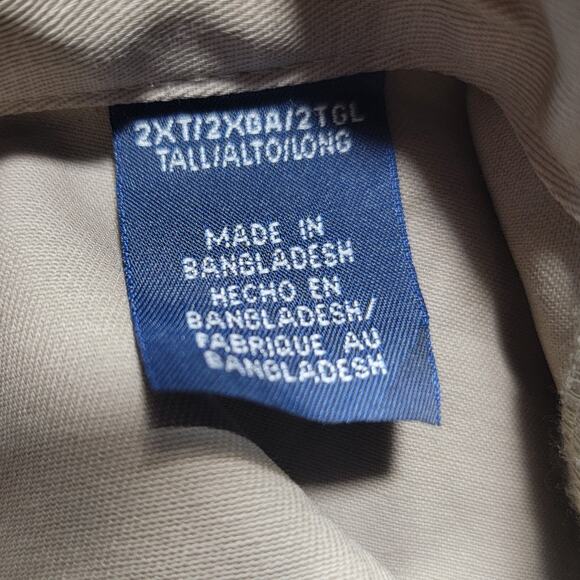 2XT/2XGA/2TGL
TALL/ALTO/LONG
MADE IN
BANGLADESH
HECHO EN
BANGLADESH/
FABRIQUE AU
BANGLADESH